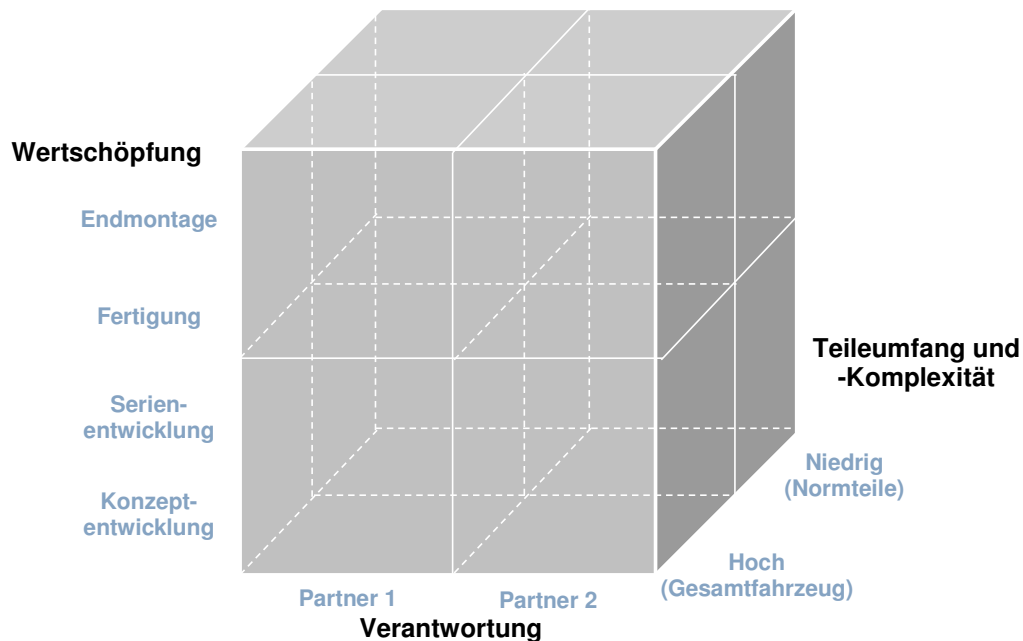 Wertschöpfung
Endmontage
Fertigung
Serien-
entwicklung
Konzept-
entwicklung
Teileumfang und
-Komplexität
Niedrig
(Normteile)
Hoch
(Gesamtfahrzeug)
Partner 1
Partner 2
Verantwortung